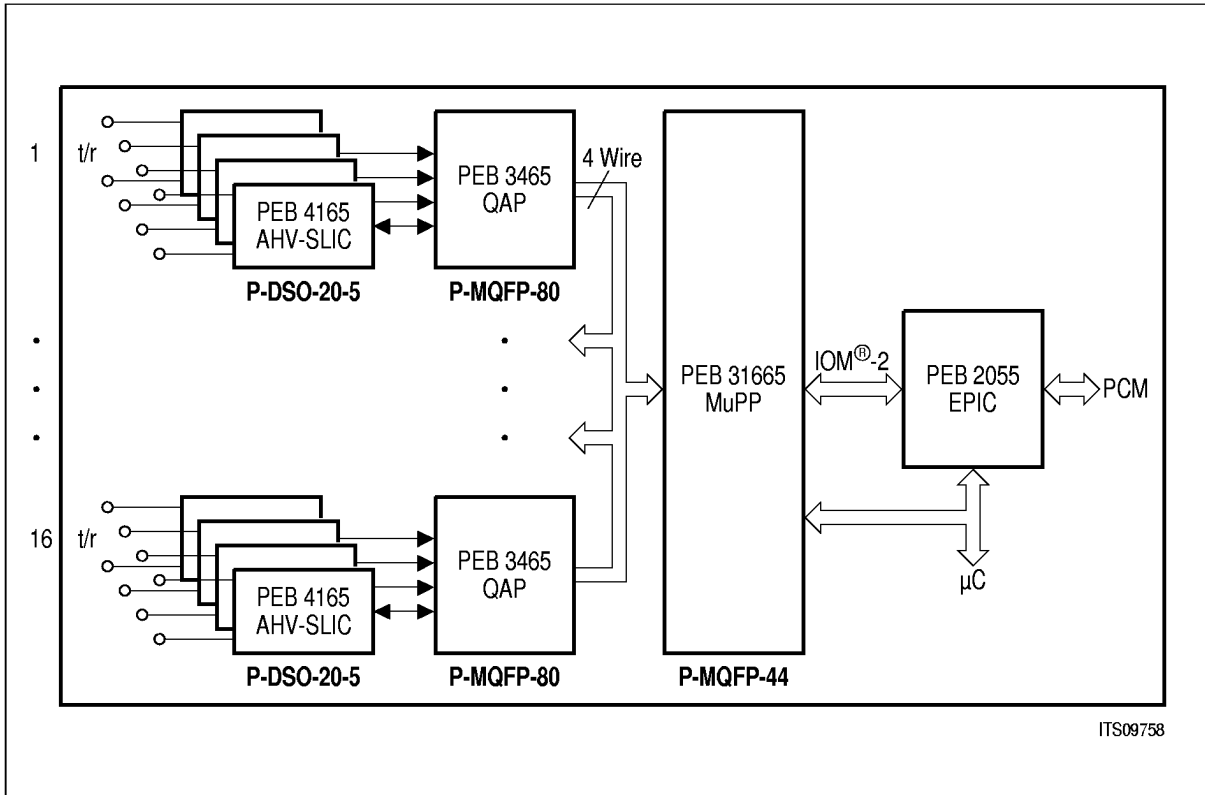 1 t/r
PEB 4165
AHV-SLIC
P-DSO-20-5
PEB 3465
QAP
P-MQFP-80
4 Wire
16 t/r
PEB 4165
AHV-SLIC
P-DSO-20-5
PEB 3465
QAP
P-MQFP-80
PEB 31665
MuPP
P-MQFP-44
IOM®-2
PEB 2055
EPIC
PCM
µC
ITS09758